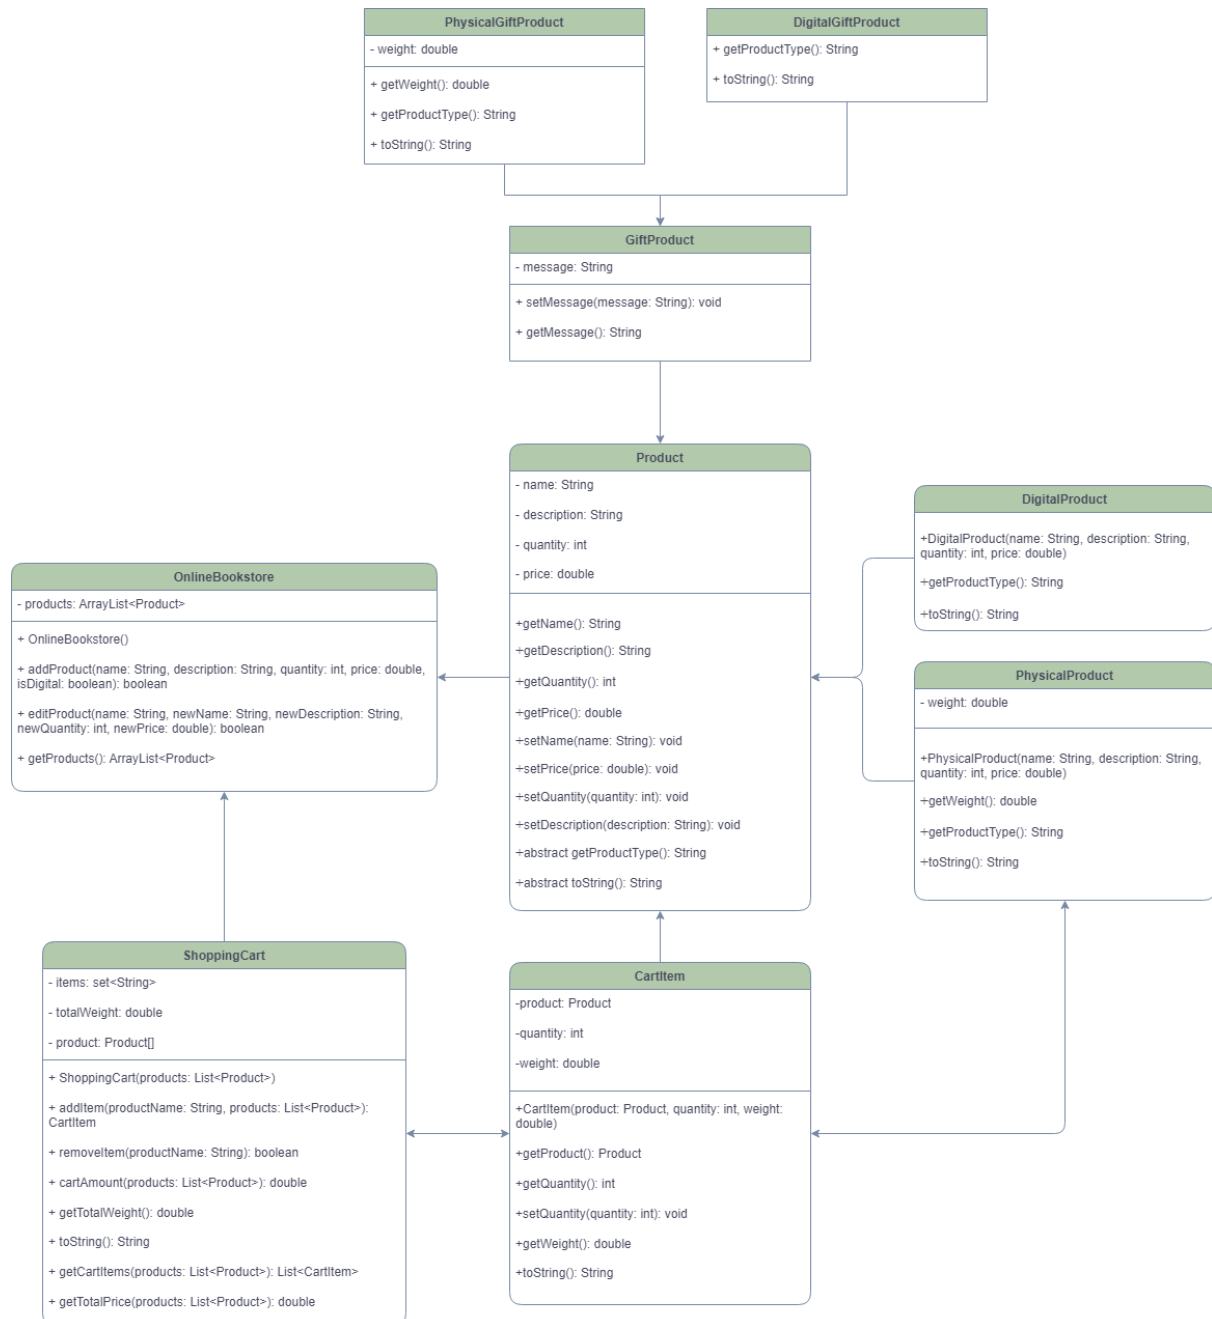 PhysicalGiftProduct
- weight: double
+ getWeight(): double
+ getProductType(): String
+ toString(): String
DigitalGiftProduct
+ getProductType(): String
+ toString(): String
GiftProduct
- message: String
+ setMessage(message: String): void
+ getMessage(): String
Product
- name: String
- description: String
- quantity: int
- price: double
+getName(): String
+getDescription(): String
+getQuantity(): int
+getPrice(): double
+setName(name: String): void
+setPrice(price: double): void
+setQuantity(quantity: int): void
+setDescription(description: String): void
+abstract getProductType(): String
+abstract toString(): String
DigitalProduct
+DigitalProduct(name: String, description: String,
quantity: int, price: double)
+getProductType(): String
+toString(): String
OnlineBookstore
- products: ArrayList<Product>
+ OnlineBookstore()
+ addProduct(name: String, description: String, quantity: int, price: double,
isDigital: boolean): boolean
+ editProduct(name: String, newName: String, newDescription: String,
newQuantity: int, newPrice: double): boolean
+ getProducts(): ArrayList<Product>
PhysicalProduct
- weight: double
+PhysicalProduct(name: String, description: String,
quantity: int, price: double)
+getWeight(): double
+getProductType(): String
+toString(): String
ShoppingCart
- items: set<String>
- totalWeight: double
- product: Product[]
+ ShoppingCart(products: List<Product>)
+ addItem(productName: String, products: List<Product>):
CartItem
+ removeItem(productName: String): boolean
+ cartAmount(products: List<Product>): double
+ getTotalWeight(): double
+ toString(): String
+ getCartItems(products: List<Product>): List<CartItem>
+ getTotalPrice(products: List<Product>): double
CartItem
-product: Product
-quantity: int
-weight: double
+CartItem(product: Product, quantity: int, weight:
double)
+getProduct(): Product
+getQuantity(): int
+setQuantity(quantity: int): void
+getWeight(): double
+toString(): String